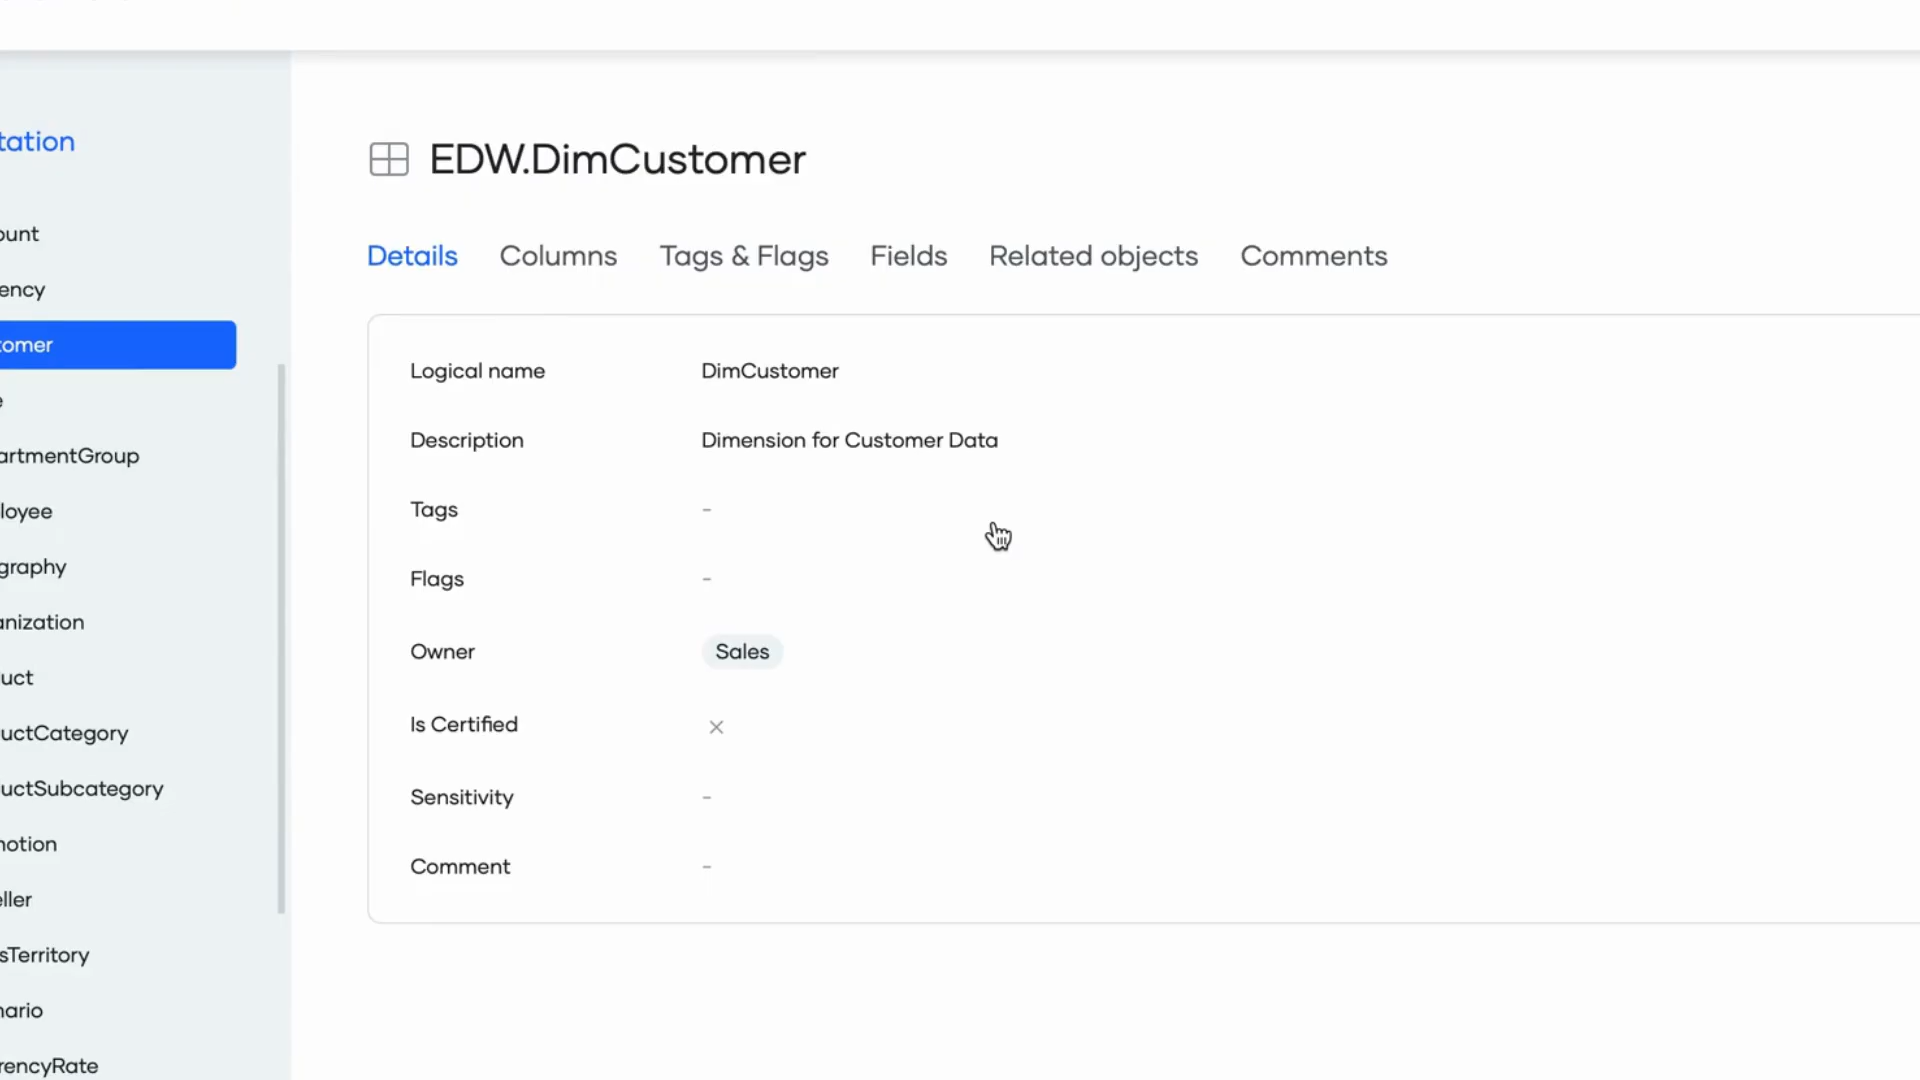 tation
ount
ency
tomer
e
artmentGroup
loyee
graphy
anization
uct
uctCategory
uctSubcategory
notion
eller
sTerritory
nario
rencyRate
EDW.DimCustomer
Details Columns Tags & Flags Fields Related objects Comments
Logical name DimCustomer
Description Dimension for Customer Data
Tags -
Flags -
Owner Sales
Is Certified ×
Sensitivity -
Comment -